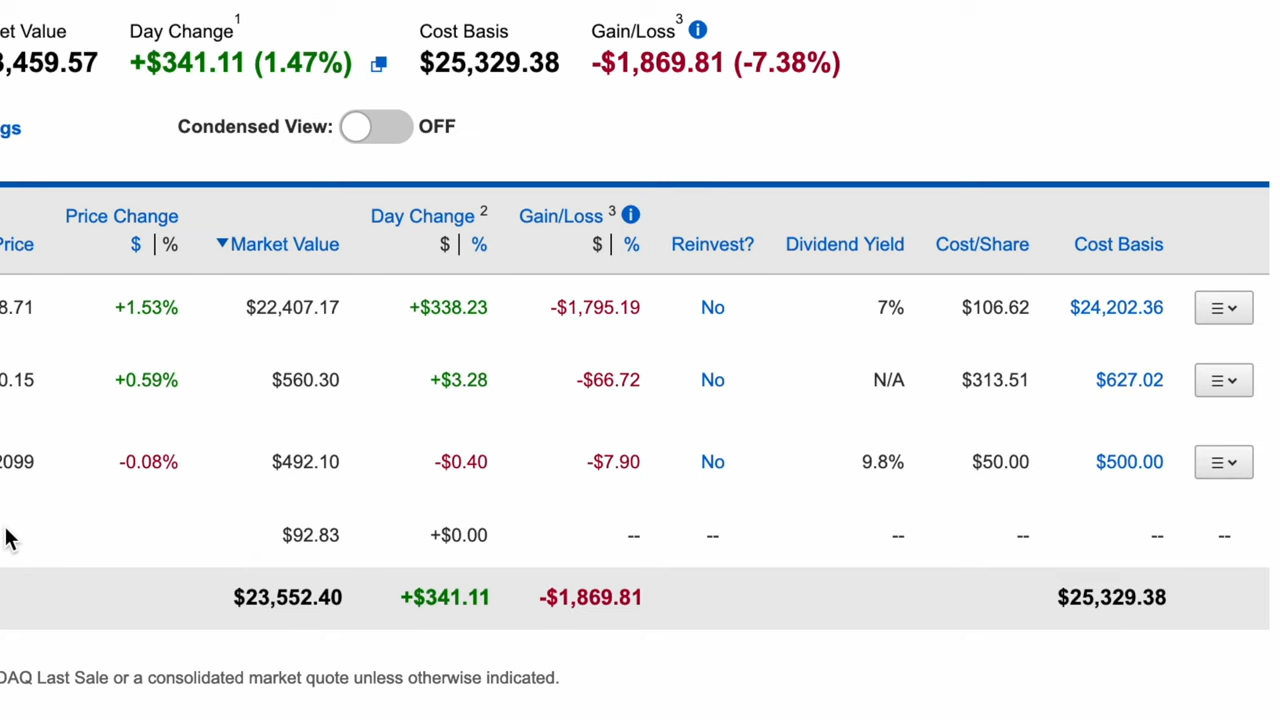 et Value Day Change 1 Cost Basis Gain/Loss 3
3,459.57 +$341.11 (1.47%) $25,329.38 -$1,869.81 (-7.38%)
gs Condensed View: OFF
Price Change Day Change 2 Gain/Loss 3
Price $ | % ▼Market Value $ | % $ | % Reinvest? Dividend Yield Cost/Share Cost Basis
8.71 +1.53% $22,407.17 +$338.23 -$1,795.19 No 7% $106.62 $24,202.36
0.15 +0.59% $560.30 +$3.28 -$66.72 No N/A $313.51 $627.02
2099 -0.08% $492.10 -$0.40 -$7.90 No 9.8% $50.00 $500.00
$92.83 +$0.00 -- -- -- -- -- --
$23,552.40 +$341.11 -$1,869.81 $25,329.38
DAQ Last Sale or a consolidated market quote unless otherwise indicated.